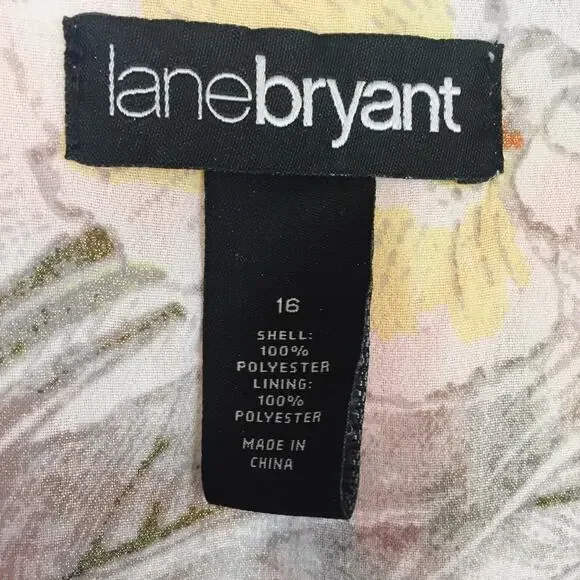 lanebryant
16
SHELL:
100%
POLYESTER
LINING:
100%
POLYESTER
MADE IN
CHINA